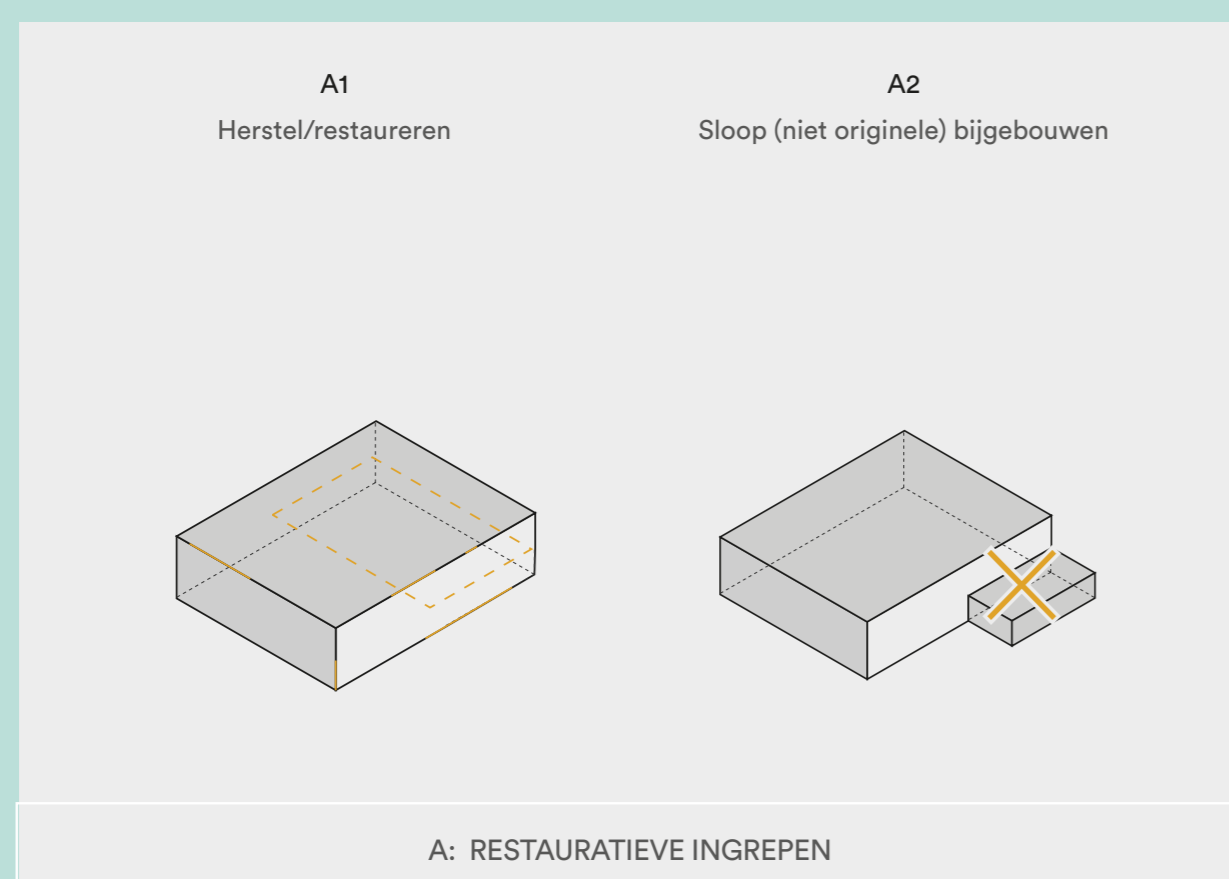 A1
Herstel/restaureren
A2
Sloop (niet originele) bijgebouwen
A: RESTAURATIEVE INGREPEN